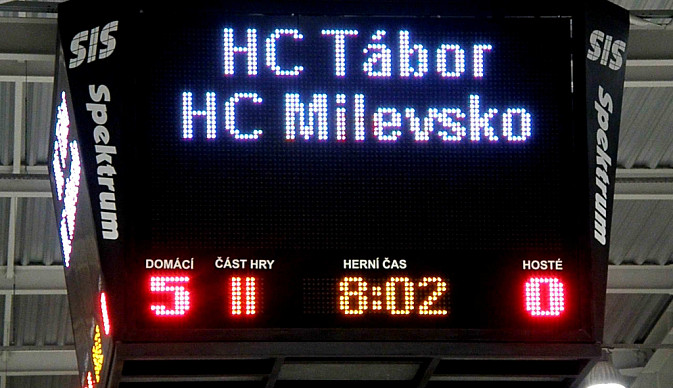 SIS
Spektrum
HC Tábor
HC Milevsko
SIS
Spektrum
DOMÁCÍ ČÁST HRY HERNÍ ČAS HOSTÉ
5 II 8:02 0